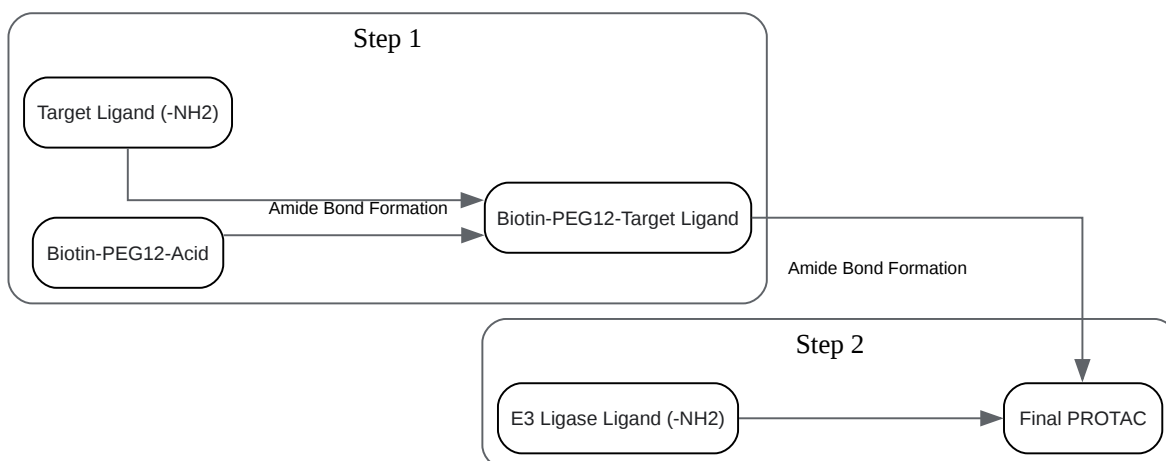 Step 1
Target Ligand (-NH2)
Amide Bond Formation
Biotin-PEG12-Target Ligand
Biotin-PEG12-Acid
Amide Bond Formation
Step 2
E3 Ligase Ligand (-NH2)
Final PROTAC